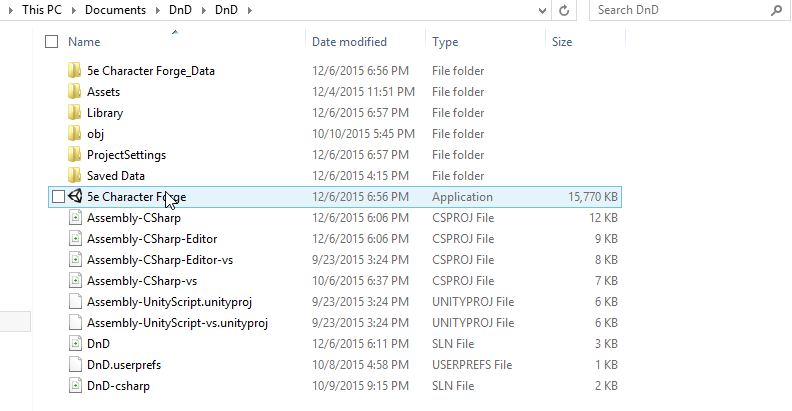 This PC Documents DnD DnD Search DnD
Name Date modified Type Size
5e Character Forge_Data 12/6/2015 6:56 PM File folder
Assets 12/4/2015 11:51 PM File folder
Library 12/6/2015 6:57 PM File folder
obj 10/10/2015 5:45 PM File folder
ProjectSettings 12/6/2015 6:57 PM File folder
Saved Data 12/6/2015 4:15 PM File folder
5e Character Forge 12/6/2015 6:56 PM Application 15,770 KB
Assembly-CSharp 12/6/2015 6:06 PM CSPROJ File 12 KB
Assembly-CSharp-Editor 12/6/2015 6:06 PM CSPROJ File 9 KB
Assembly-CSharp-Editor-vs 9/23/2015 3:24 PM CSPROJ File 8 KB
Assembly-CSharp-vs 10/6/2015 6:37 PM CSPROJ File 7 KB
Assembly-UnityScript.unityproj 9/23/2015 3:24 PM UNITYPROJ File 6 KB
Assembly-UnityScript-vs.unityproj 9/23/2015 3:24 PM UNITYPROJ File 6 KB
DnD 12/6/2015 6:11 PM SLN File 3 KB
DnD.userprefs 10/8/2015 4:58 PM USERPREFS File 1 KB
DnD-csharp 10/9/2015 9:15 PM SLN File 2 KB